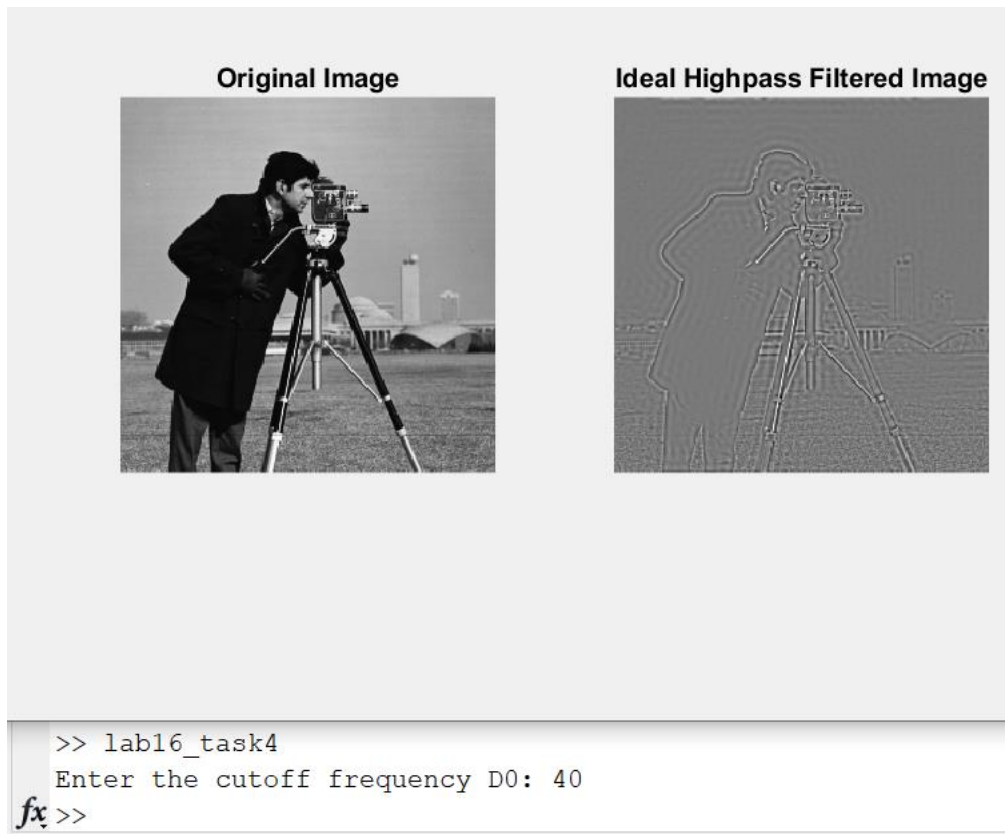 Original Image
Ideal Highpass Filtered Image
>> lab16_task4
Enter the cutoff frequency D0: 40
fx >>